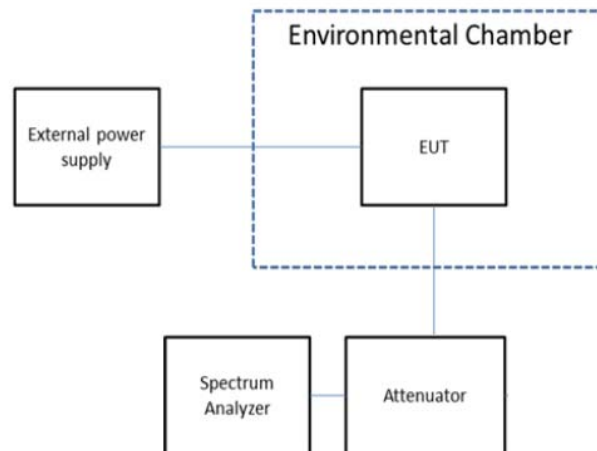 Environmental Chamber
External power
supply
EUT
Spectrum
Analyzer
Attenuator